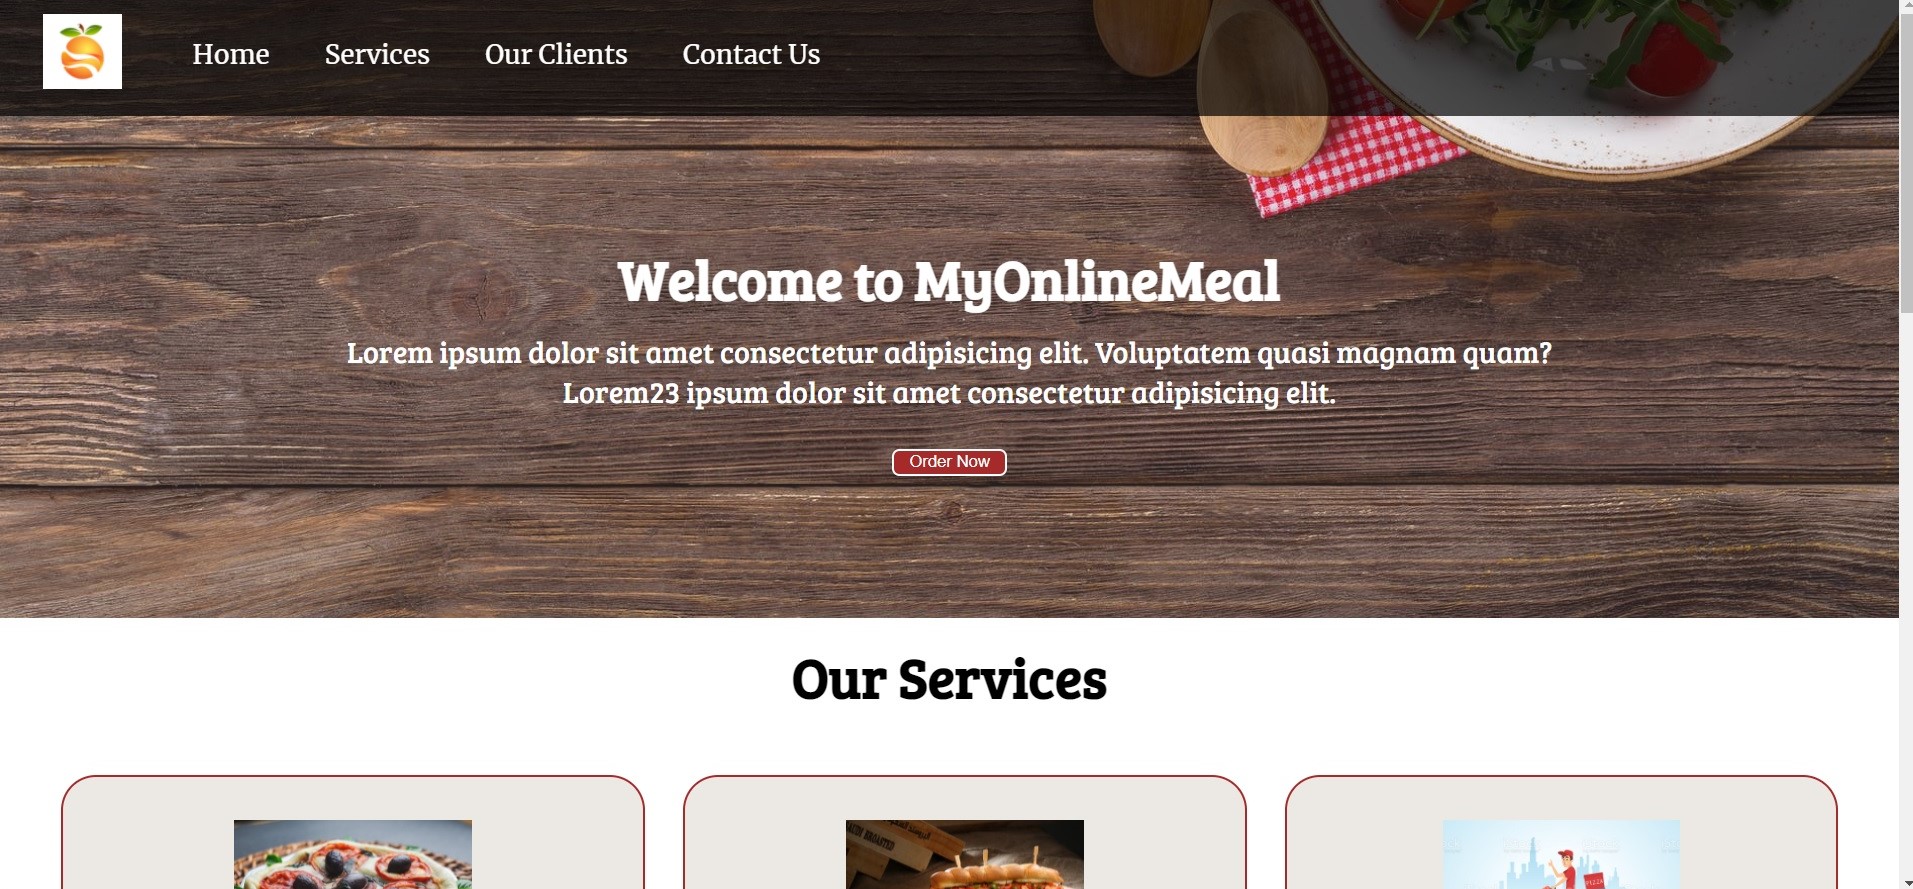 Home Services Our Clients Contact Us
Welcome to MyOnlineMeal
Lorem ipsum dolor sit amet consectetur adipisicing elit. Voluptatem quasi magnam quam?
Lorem23 ipsum dolor sit amet consectetur adipisicing elit.
Order Now
Our Services
PIZZA